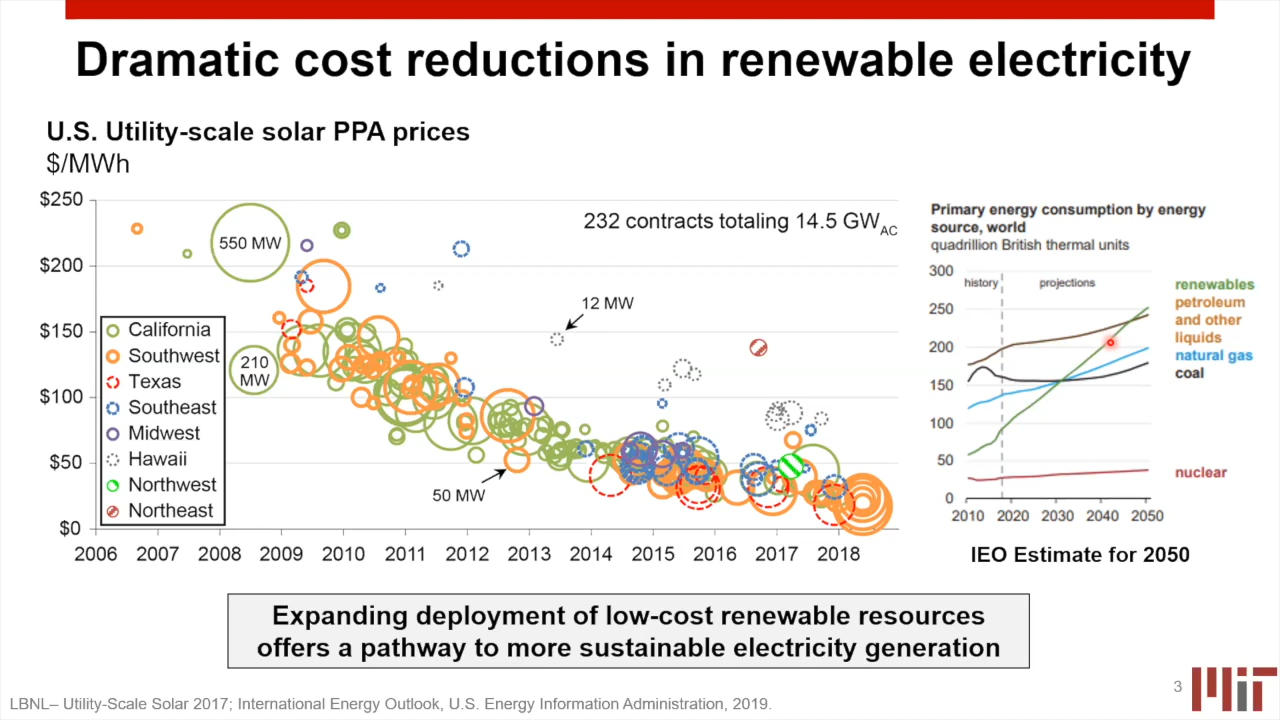 Dramatic cost reductions in renewable electricity
U.S. Utility-scale solar PPA prices
$/MWh
$250
$200
$150
$100
$50
$0
232 contracts totaling 14.5 GWAC
550 MW
210
MW
12 MW
50 MW
California
Southwest
Texas
Southeast
Midwest
Hawaii
Northwest
Northeast
2006 2007 2008 2009 2010 2011 2012 2013 2014 2015 2016 2017 2018
Primary energy consumption by energy
source, world
quadrillion British thermal units
300
250
200
150
100
50
0
history
projections
2010 2020 2030 2040 2050
renewables
petroleum
and other
liquids
natural gas
coal
nuclear
IEO Estimate for 2050
Expanding deployment of low-cost renewable resources
offers a pathway to more sustainable electricity generation
3
MIT
LBNL– Utility-Scale Solar 2017; International Energy Outlook, U.S. Energy Information Administration, 2019.